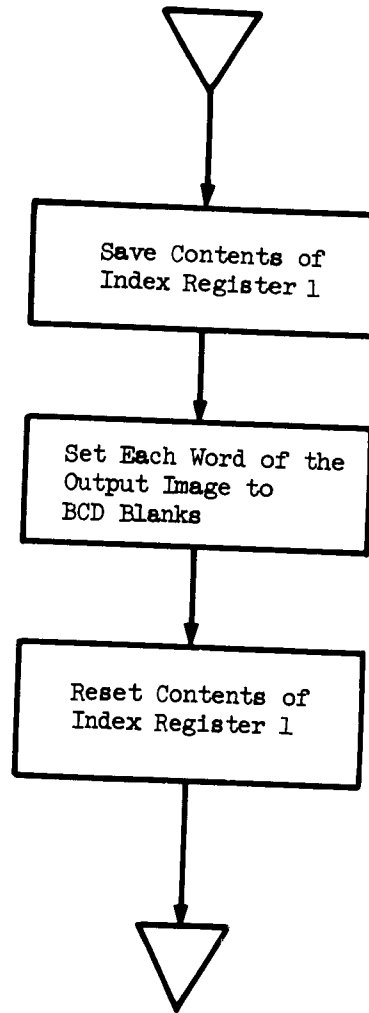 Save Contents of
Index Register 1
Set Each Word of the
Output Image to
BCD Blanks
Reset Contents of
Index Register 1